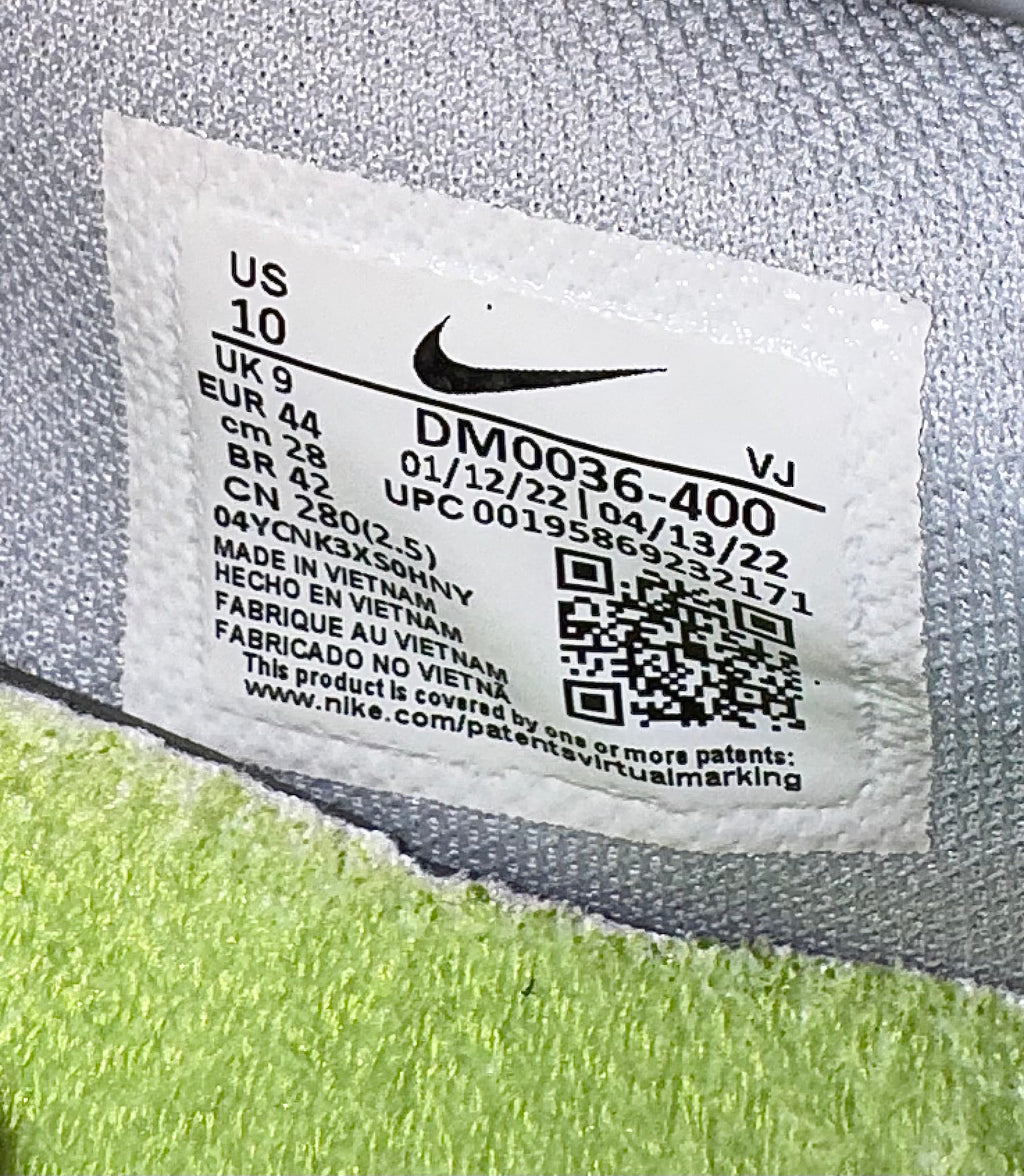 US
10
UK 9
EUR 44
cm 28
BR 42
CN 280(2.5)
04YCNK3XS0HNY
MADE IN VIETNAM
HECHO EN VIETNAM
FABRIQUE AU VIETNAM
FABRICADO NO VIETNA
VJ
DM0036-400
01/12/22 | 04/13/22
UPC 00195869232171
This product is covered by one or more patents:
www.nike.com/patentsvirtualmarking